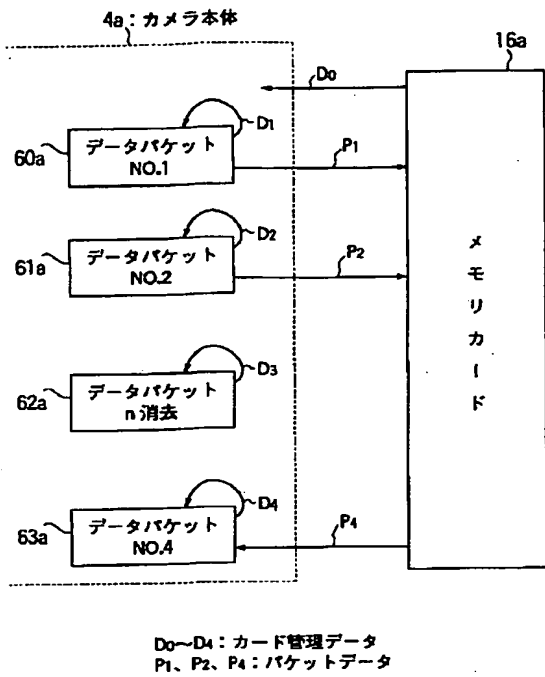 4a:カメラ本体
16a
D0
D1
データパケット
NO.1
60a
P1
D2
データパケット
NO.2
61a
P2
メモリカード
D3
データパケット
n 消去
62a
D4
データパケット
NO.4
63a
P4
D0〜D4:カード管理データ
P1、P2、P4:パケットデータ